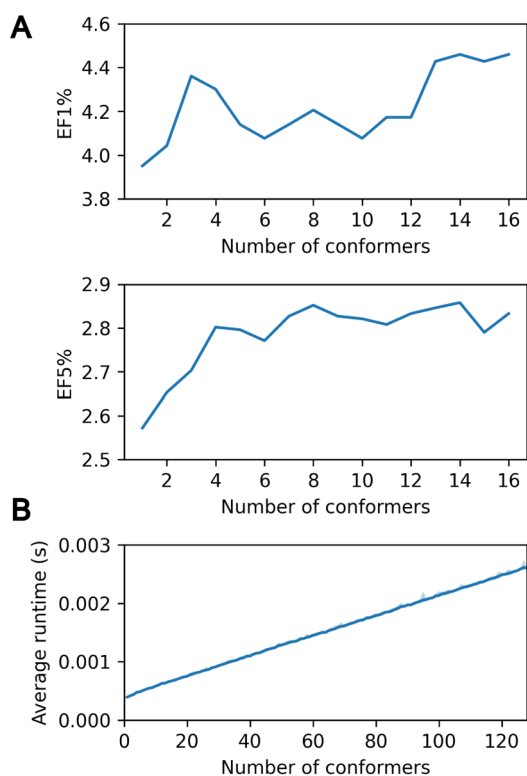 A
4.6
4.4
4.2
4.0
3.8
EF1%
2 4 6 8 10 12 14 16
Number of conformers
2.9
2.8
2.7
2.6
2.5
EF5%
2 4 6 8 10 12 14 16
Number of conformers
B
0.003
0.002
0.001
0.000
Average runtime (s)
0 20 40 60 80 100 120
Number of conformers